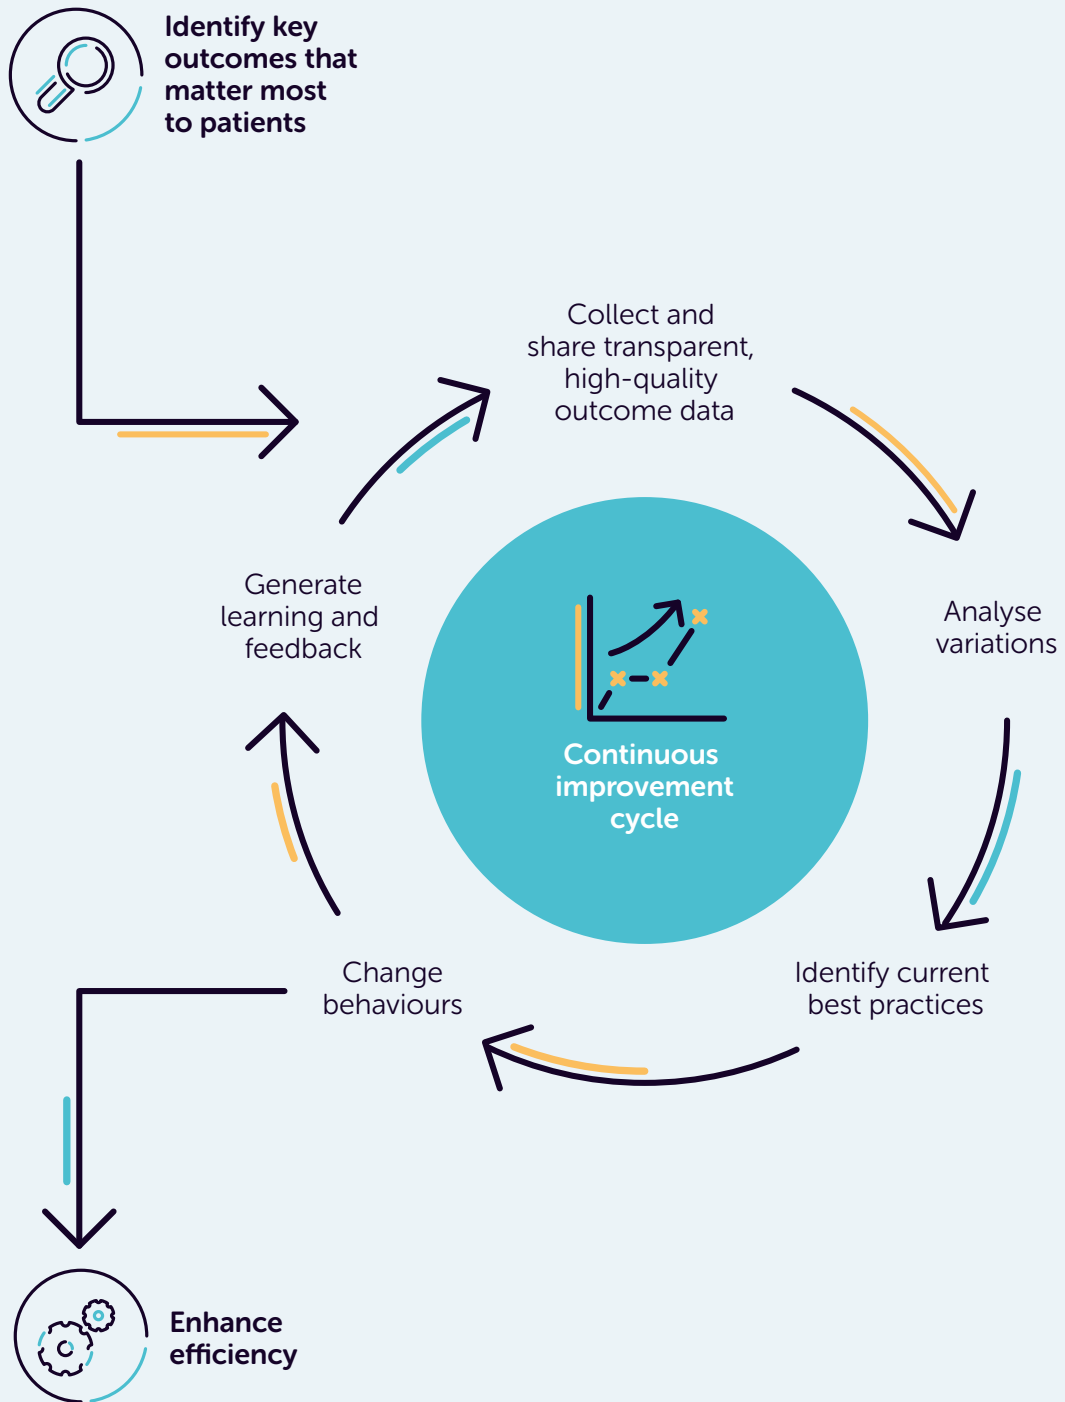 Identify key
outcomes that
matter most
to patients
Collect and
share transparent,
high-quality
outcome data
Analyse
variations
Identify current
best practices
Change
behaviours
Generate
learning and
feedback
Continuous
improvement
cycle
Enhance
efficiency